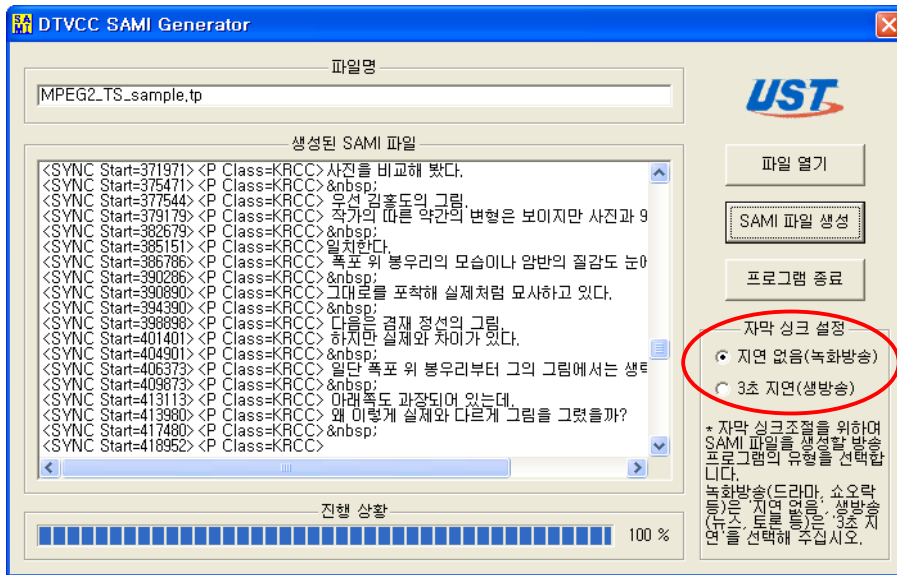 DTVCC SAMI Generator
파일명
MPEG2_TS_sample.tp
UST
생성된 SAMI 파일
<SYNC Start=371971><P Class=KRCC>사진을 비교해 봤다.
<SYNC Start=375471><P Class=KRCC>&nbsp;
<SYNC Start=377544><P Class=KRCC> 우선 김홍도의 그림.
<SYNC Start=379179><P Class=KRCC> 작가의 따른 약간의 변형은 보이지만 사진과
<SYNC Start=382679><P Class=KRCC>&nbsp;
<SYNC Start=385151><P Class=KRCC>일치한다.
<SYNC Start=386786><P Class=KRCC> 폭포 위 봉우리의 모습이나 암반의 질감도
<SYNC Start=390286><P Class=KRCC>&nbsp;
<SYNC Start=390890><P Class=KRCC>그대로를 포착해 실제처럼 묘사하고 있다.
<SYNC Start=394390><P Class=KRCC>&nbsp;
<SYNC Start=398898><P Class=KRCC> 다음은 겸재 정선의 그림.
<SYNC Start=401401><P Class=KRCC> 하지만 실제와 차이가 있다.
<SYNC Start=404901><P Class=KRCC>&nbsp;
<SYNC Start=406373><P Class=KRCC> 일단 폭포 위 봉우리부터 그의 그림에서는
<SYNC Start=409873><P Class=KRCC>&nbsp;
<SYNC Start=413113><P Class=KRCC> 아래쪽도 과장되어 있는데.
<SYNC Start=413980><P Class=KRCC> 왜 이렇게 실제와 다르게 그림을 그렸을까?
<SYNC Start=417480><P Class=KRCC>&nbsp;
<SYNC Start=418952><P Class=KRCC>
파일 열기
SAMI 파일 생성
프로그램 종료
자막 싱크 설정
지연 없음(녹화방송)
3초 지연(생방송)
* 자막 싱크조절을 위하며
SAMI 파일을 생성할 방송
프로그램의 유형을 선택합
니다.
녹화방송(드라마, 쇼오락
등)은 '지연 없음', 생방송
(뉴스, 토론 등)은 '3초 지
연'을 선택해 주십시오.
진행 상황
100 %